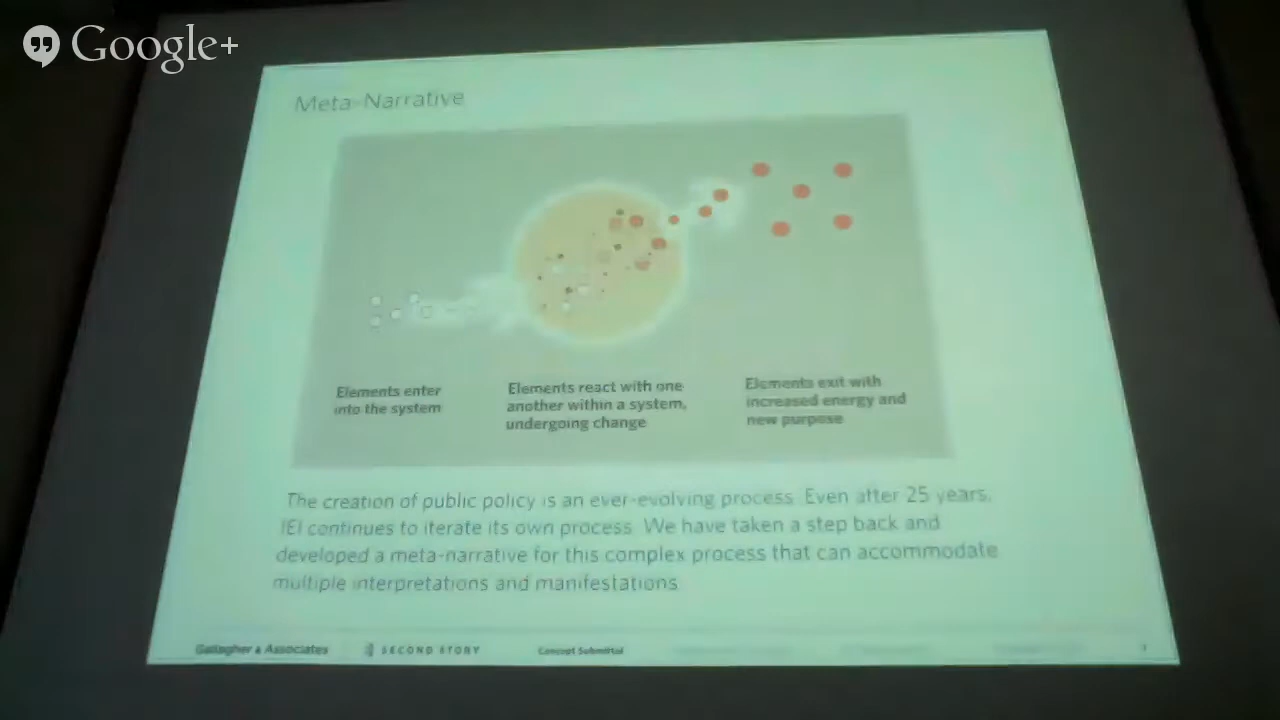 Google+
Meta-Narrative
Elements enter
into the system
Elements react with one
another within a system,
undergoing change
Elements exit with
increased energy and
new purpose
The creation of public policy is an ever-evolving process. Even after 25 years,
IEI continues to iterate its own process. We have taken a step back and
developed a meta-narrative for this complex process that can accommodate
multiple interpretations and manifestations.
Gallagher & Associates
SECOND STORY
Concept Submittal